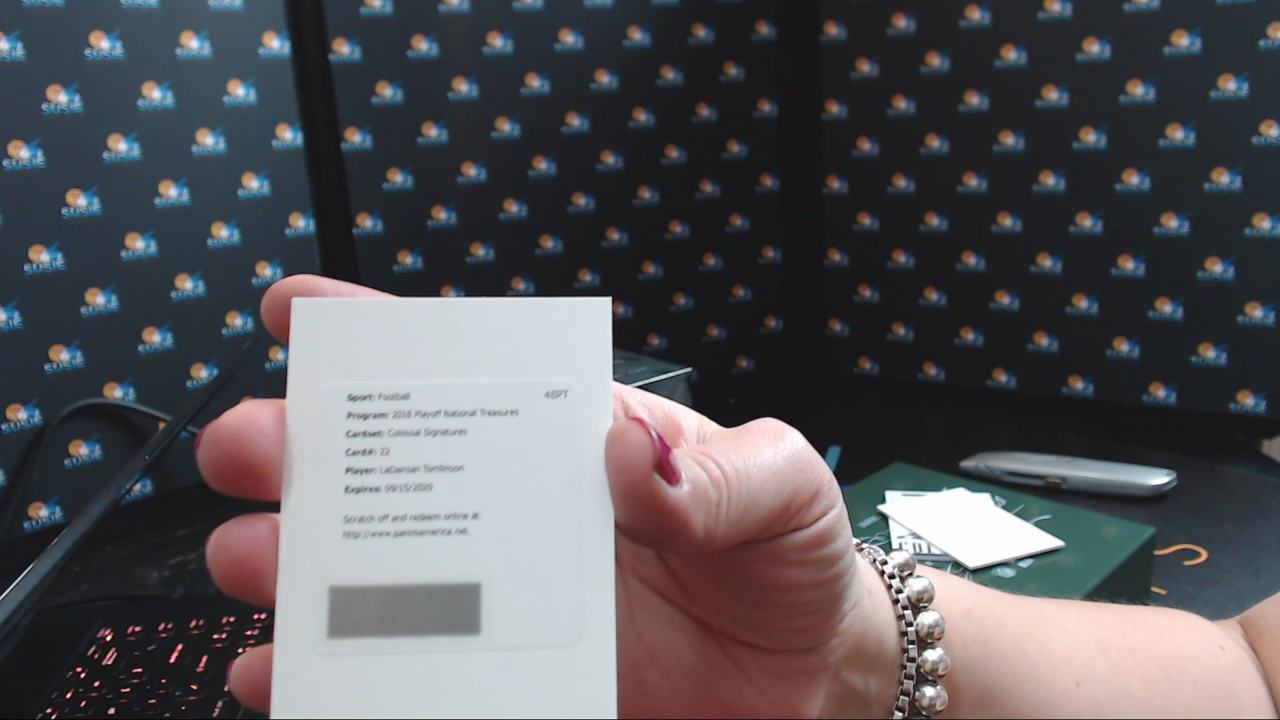 Sport: Football 48PT
Program: 2018 Playoff National Treasures
Cardset: Colossal Signatures
Card#: 22
Player: LaDainian Tomlinson
Expires: 09/15/2020
Scratch off and redeem online at:
http://www.paniniamerica.net.